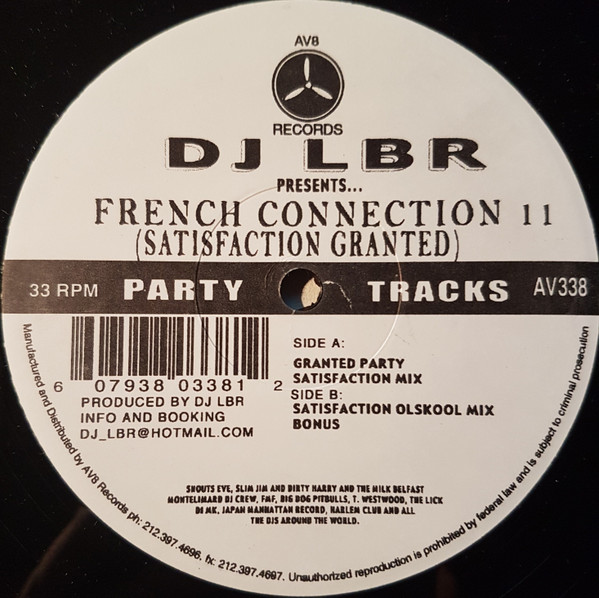 AV8
RECORDS
DJ LBR
PRESENTS...
FRENCH CONNECTION 11
(SATISFACTION GRANTED)
33 RPM PARTY TRACKS AV338
6 07938 03381 2
PRODUCED BY DJ LBR
INFO AND BOOKING
DJ_LBR@HOTMAIL.COM
SIDE A:
GRANTED PARTY
SATISFACTION MIX
SIDE B:
SATISFACTION OLSKOOL MIX
BONUS
SHOUTS EVE, SLIM JIM AND DIRTY HARRY AND THE MILK BELFAST
MONTELIMARD DJ CREW, FMF, BIG DOG PITBULLS, T. WESTWOOD, THE LICK
DJ MK, JAPAN MANHATTAN RECORD, HARLEM CLUB AND ALL
THE DJS AROUND THE WORLD.
Manufactured and Distributed by AV8 Records ph: 212.397.4696, fx: 212.397.4697. Unauthorized reproduction is prohibited by federal law and is subject to criminal prosecution